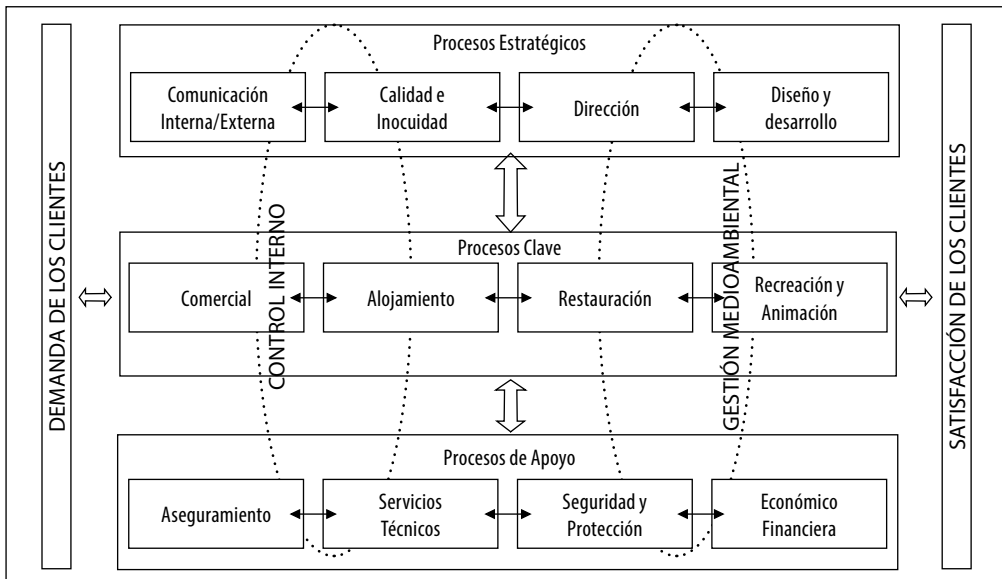 DEMANDA DE LOS CLIENTES
Procesos Estratégicos
Comunicación
Interna/Externa
Calidad e
Inocuidad
Dirección
Diseño y
desarrollo
CONTROL INTERNO
GESTIÓN MEDIOAMBIENTAL
Procesos Clave
Comercial
Alojamiento
Restauración
Recreación y
Animación
Procesos de Apoyo
Aseguramiento
Servicios
Técnicos
Seguridad y
Protección
Económico
Financiera
SATISFACCIÓN DE LOS CLIENTES